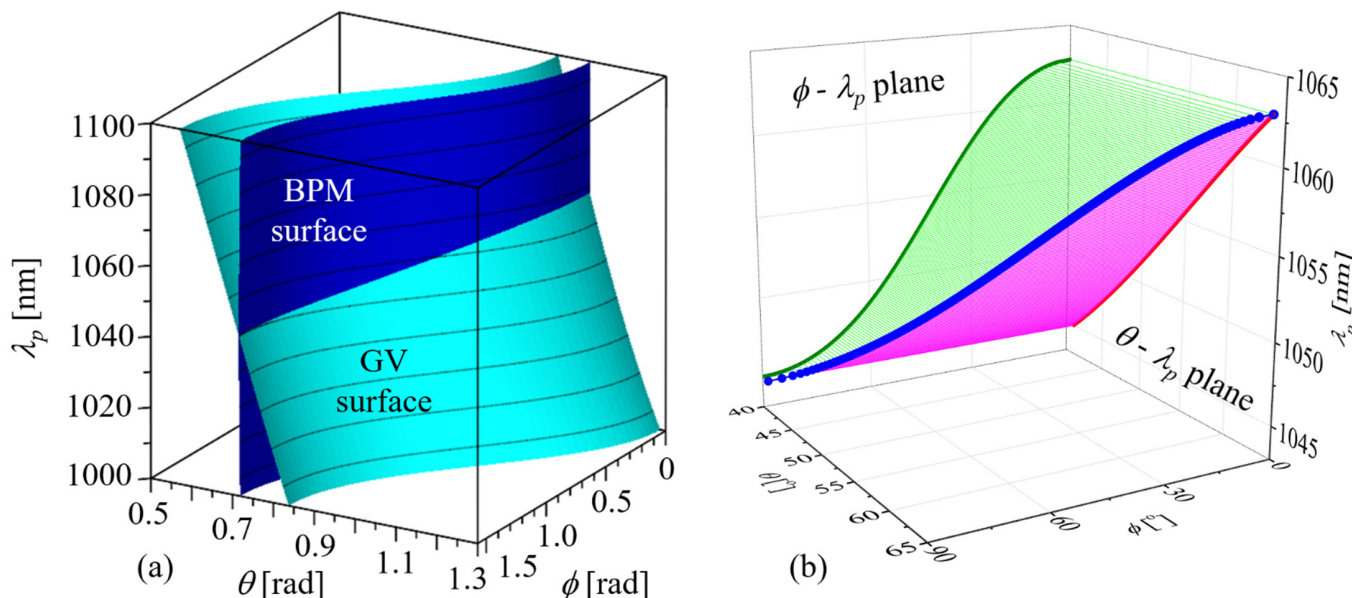 1100
1080
1060
1040
1020
1000
λp [nm]
BPM
surface
GV
surface
0.5
0.7
0.9
1.1
1.3
θ [rad]
0
0.5
1.0
1.5
ϕ [rad]
(a)
ϕ - λp plane
θ - λp plane
1065
1060
1055
1050
1045
λp [nm]
40
45
50
55
60
65
θ [°]
90
60
30
0
ϕ [°]
(b)